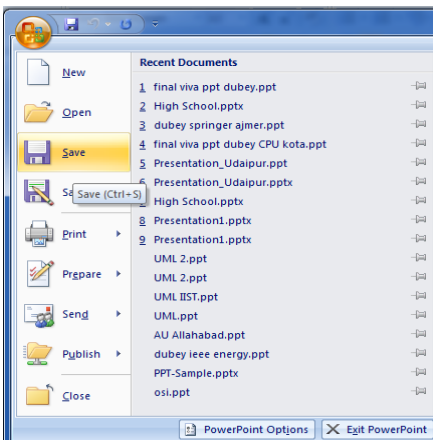 Recent Documents
New
Open
Save
Sa
Save (Ctrl+S)
Print
Prepare
Send
Publish
Close
1 final viva ppt dubey.ppt
2 High School.pptx
3 dubey springer ajmer.ppt
4 final viva ppt dubey CPU kota.ppt
5 Presentation_Udaipur.ppt
6 Presentation_Udaipur.pptx
High School.pptx
8 Presentation1.pptx
9 Presentation1.pptx
UML 2.ppt
UML 2.ppt
UML IIST.ppt
UML.ppt
AU Allahabad.ppt
dubey ieee energy.ppt
PPT-Sample.pptx
osi.ppt
PowerPoint Options
Exit PowerPoint